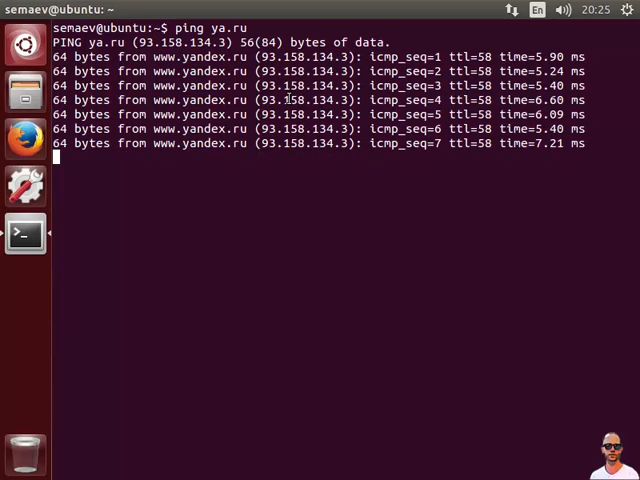 semaev@ubuntu: ~
En
20:25
semaev@ubuntu:~$ ping ya.ru
PING ya.ru (93.158.134.3) 56(84) bytes of data.
64 bytes from www.yandex.ru (93.158.134.3): icmp_seq=1 ttl=58 time=5.90 ms
64 bytes from www.yandex.ru (93.158.134.3): icmp_seq=2 ttl=58 time=5.24 ms
64 bytes from www.yandex.ru (93.158.134.3): icmp_seq=3 ttl=58 time=5.40 ms
64 bytes from www.yandex.ru (93.158.134.3): icmp_seq=4 ttl=58 time=6.60 ms
64 bytes from www.yandex.ru (93.158.134.3): icmp_seq=5 ttl=58 time=6.09 ms
64 bytes from www.yandex.ru (93.158.134.3): icmp_seq=6 ttl=58 time=5.40 ms
64 bytes from www.yandex.ru (93.158.134.3): icmp_seq=7 ttl=58 time=7.21 ms